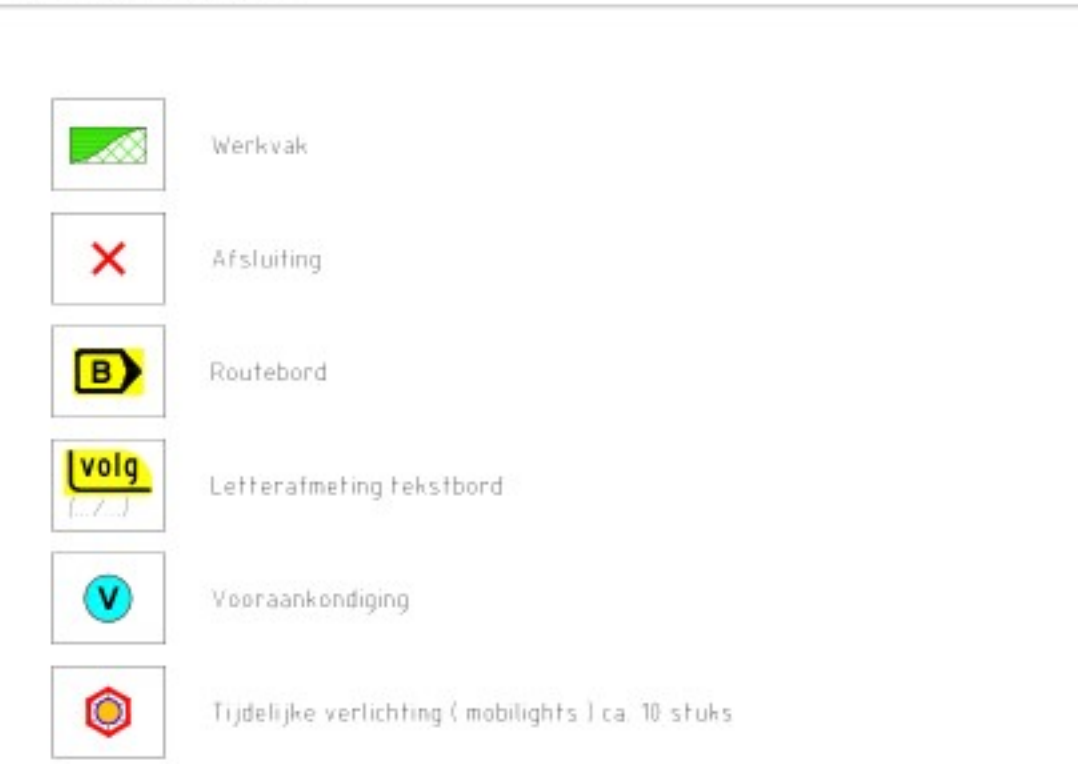 Werkvak
Afsluiting
B
Routebord
volg
(.../...)
Letterafmeting tekstbord
V
Vooraankondiging
Tijdelijke verlichting ( mobilights ) ca. 10 stuks